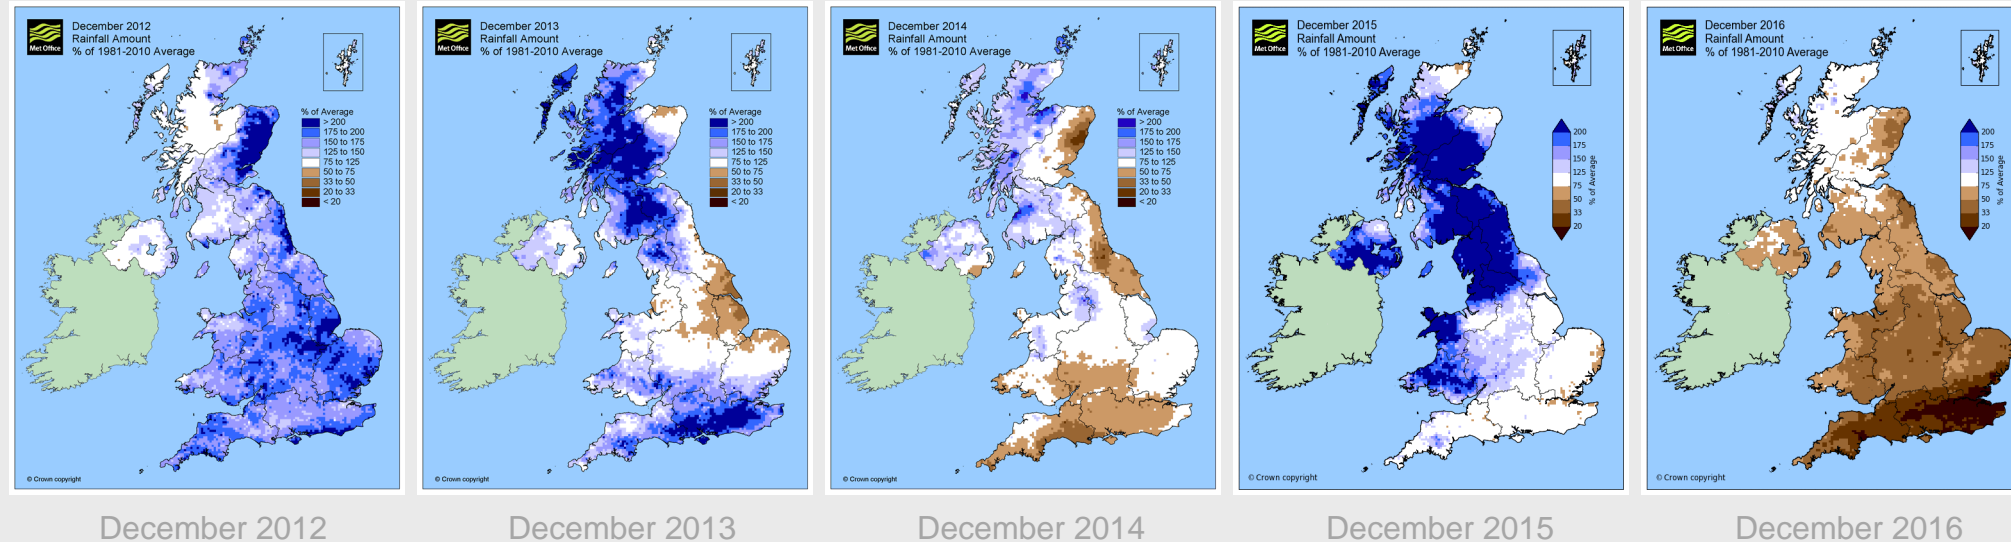 December 2012
Rainfall Amount
% of 1981-2010 Average
Met Office
% of Average
> 200
175 to 200
150 to 175
125 to 150
75 to 125
50 to 75
33 to 50
20 to 33
< 20
© Crown copyright
December 2012
December 2013
Rainfall Amount
% of 1981-2010 Average
Met Office
% of Average
> 200
175 to 200
150 to 175
125 to 150
75 to 125
50 to 75
33 to 50
20 to 33
< 20
© Crown copyright
December 2013
December 2014
Rainfall Amount
% of 1981-2010 Average
Met Office
% of Average
> 200
175 to 200
150 to 175
125 to 150
75 to 125
50 to 75
33 to 50
20 to 33
< 20
© Crown copyright
December 2014
December 2015
Rainfall Amount
% of 1981-2010 Average
Met Office
200
175
150
125
75
50
33
20
% of Average
© Crown copyright
December 2015
December 2016
Rainfall Amount
% of 1981-2010 Average
Met Office
200
175
150
125
75
50
33
20
% of Average
© Crown copyright
December 2016